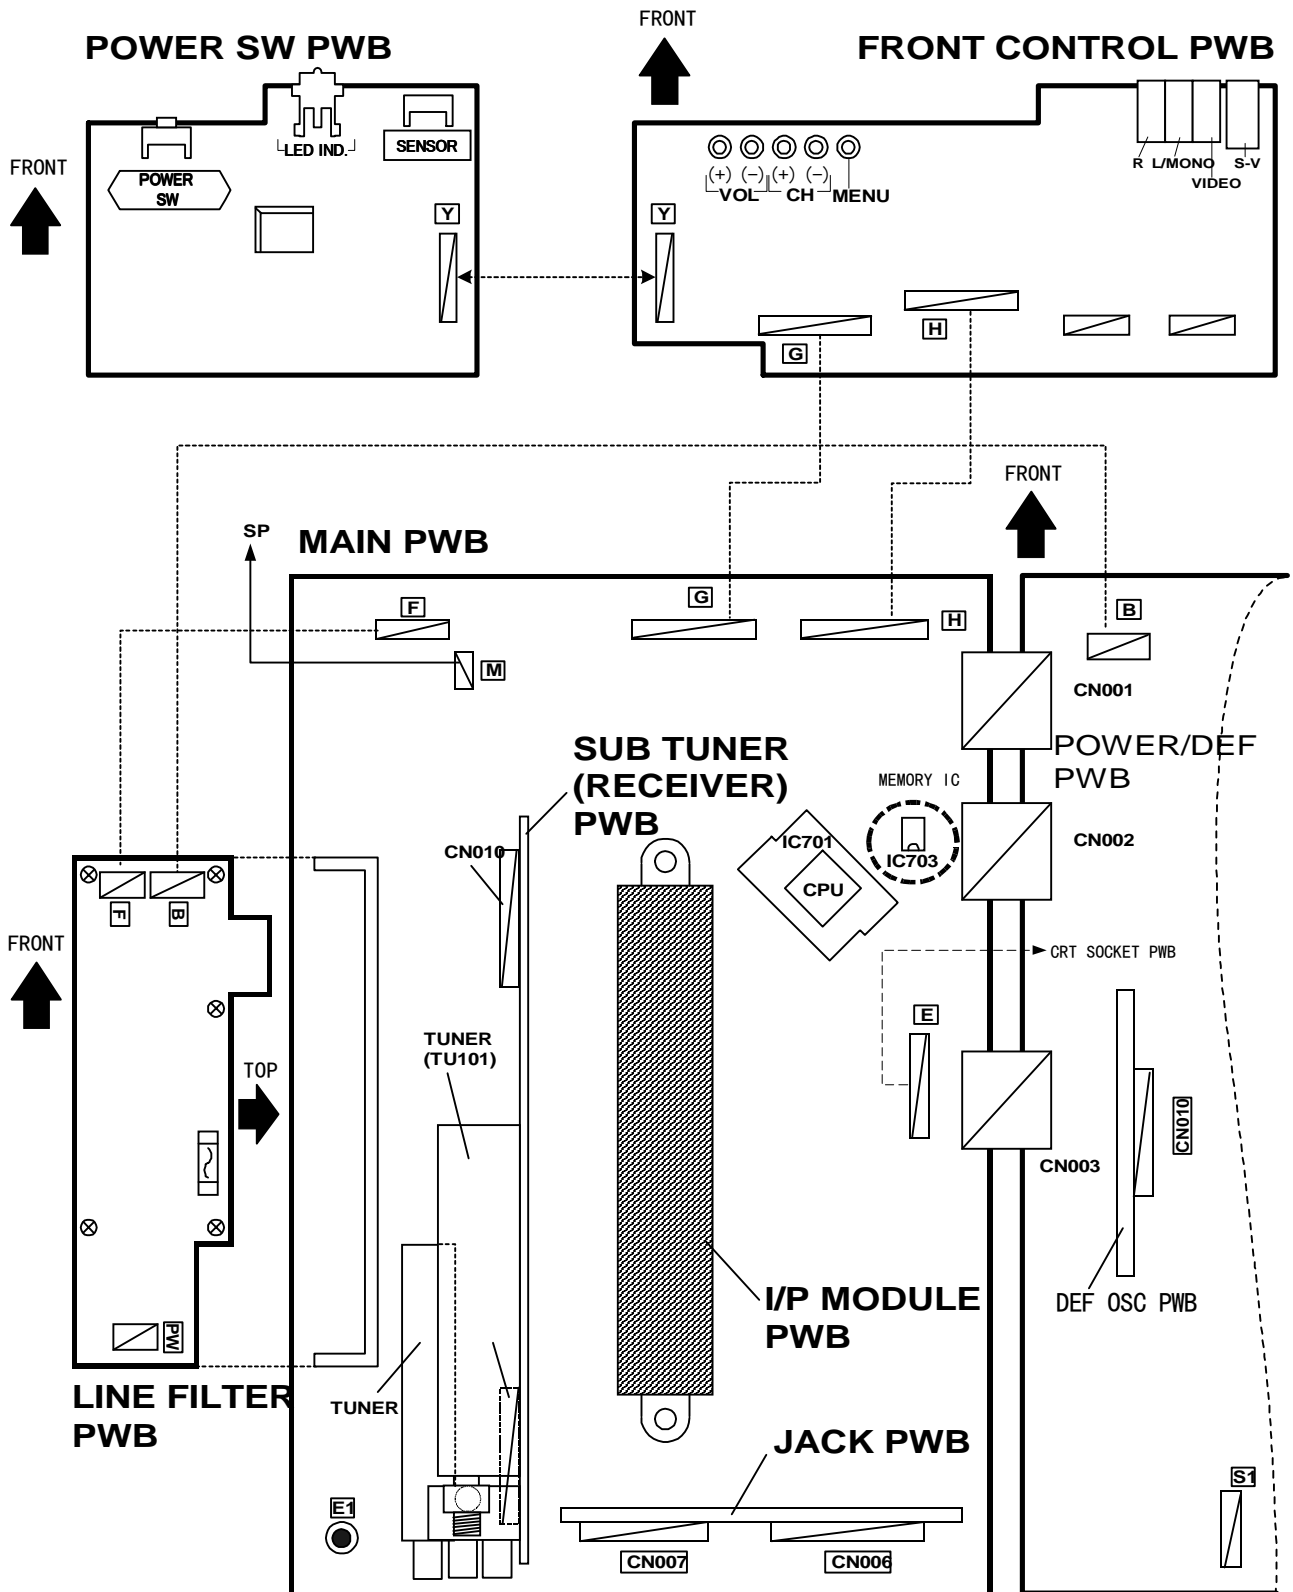 FRONT
POWER SW PWB
FRONT CONTROL PWB
LED IND.
SENSOR
R L/MONO
S-V
VIDEO
FRONT
POWER
SW
(+) (−) (+) (−)
VOL CH MENU
Y
Y
H
G
FRONT
SP
MAIN PWB
F
G
H
B
M
CN001
SUB TUNER
(RECEIVER)
PWB
POWER/DEF
PWB
MEMORY IC
CN010
IC701
IC703
CN002
CPU
F
B
FRONT
CRT SOCKET PWB
E
TUNER
(TU101)
TOP
CN010
CN003
I/P MODULE
PWB
DEF OSC PWB
PW
LINE FILTER
PWB
TUNER
JACK PWB
S1
E1
CN007
CN006